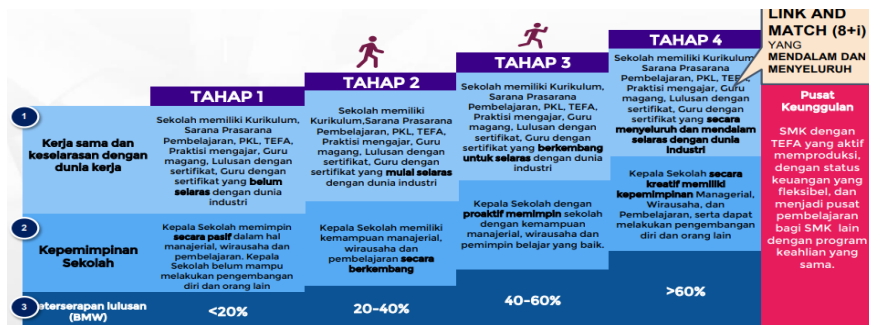 LINK AND
MATCH (8+i)
YANG
MENDALAM DAN
MENYELURUH
TAHAP 1
TAHAP 2
TAHAP 3
TAHAP 4
1
Kerja sama dan
keselarasan dengan
dunia kerja
Sekolah memiliki Kurikulum,
Sarana Prasarana
Pembelajaran, PKL, TEFA,
Praktisi mengajar, Guru
magang, Lulusan dengan
sertifikat, Guru dengan
sertifikat yang belum
selaras dengan dunia
industri
Sekolah memiliki
Kurikulum,Sarana Prasarana
Pembelajaran, PKL, TEFA,
Praktisi mengajar, Guru
magang, Lulusan dengan
sertifikat, Guru dengan
sertifikat yang mulai selaras
dengan dunia industri
Sekolah memiliki Kurikulum,
Sarana Prasarana
Pembelajaran, PKL, TEFA,
Praktisi mengajar, Guru
magang, Lulusan dengan
sertifikat, Guru dengan
sertifikat yang berkembang
untuk selaras dengan dunia
industri
Sekolah memiliki Kurikulum,
Sarana Prasarana
Pembelajaran, PKL, TEFA,
Praktisi mengajar, Guru
magang, Lulusan dengan
sertifikat, Guru dengan
sertifikat yang secara
menyeluruh dan mendalam
selaras dengan dunia
industri
2
Kepemimpinan
Sekolah
Kepala Sekolah memimpin
secara pasif dalam hal
manajerial, wirausaha dan
pembelajaran. Kepala
Sekolah belum mampu
melakukan pengembangan
diri dan orang lain
Kepala Sekolah memiliki
kemampuan manajerial,
wirausaha dan
pembelajaran secara
berkembang
Kepala Sekolah dengan
proaktif memimpin sekolah
dengan kemampuan
manajerial, wirausaha dan
pemimpin belajar yang baik.
Kepala Sekolah secara
kreatif memiliki
kepemimpinan Managerial,
Wirausaha, dan
Pembelajaran, serta dapat
melakukan pengembangan
diri dan orang lain.
3
eterserapan lulusan
(BMW)
<20%
20-40%
40-60%
>60%
Pusat
Keunggulan
SMK dengan
TEFA yang aktif
memproduksi,
dengan status
keuangan yang
fleksibel, dan
menjadi pusat
pembelajaran
bagi SMK lain
dengan program
keahlian yang
sama.